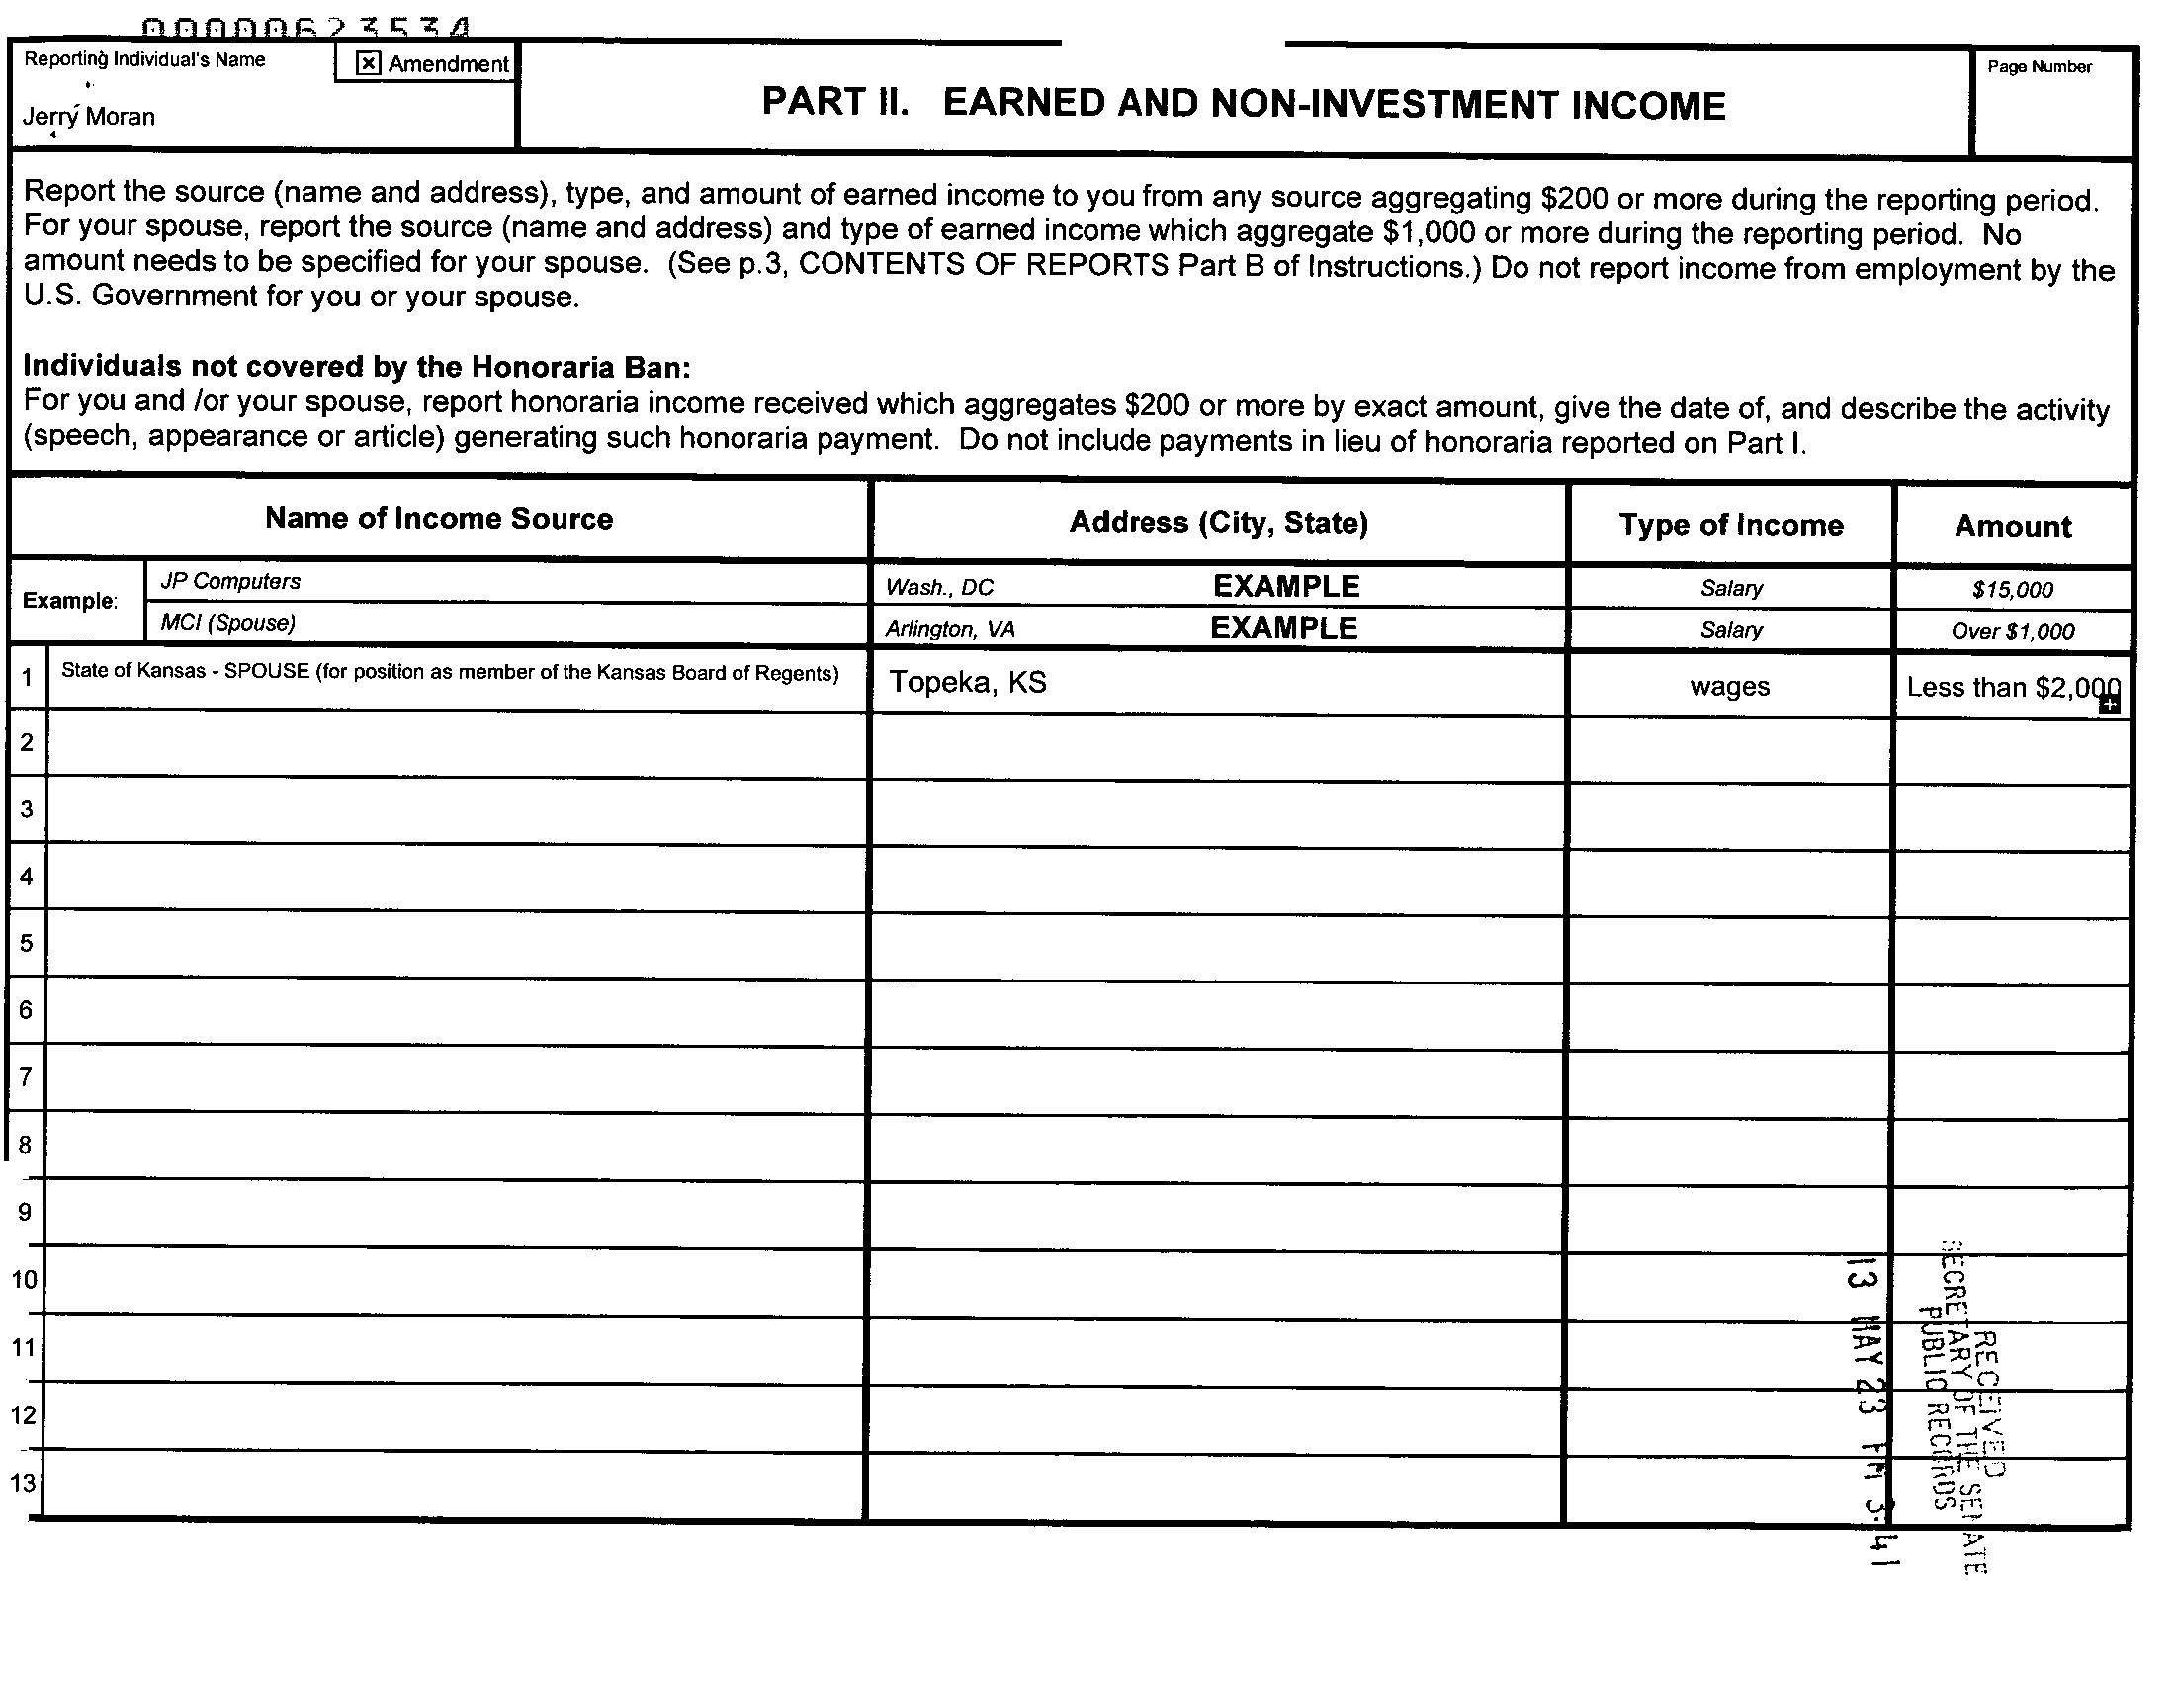 00000623534
Reporting Individual's Name
☒ Amendment
Jerry Moran
PART II. EARNED AND NON-INVESTMENT INCOME
Page Number
Report the source (name and address), type, and amount of earned income to you from any source aggregating $200 or more during the reporting period.
For your spouse, report the source (name and address) and type of earned income which aggregate $1,000 or more during the reporting period. No
amount needs to be specified for your spouse. (See p.3, CONTENTS OF REPORTS Part B of Instructions.) Do not report income from employment by the
U.S. Government for you or your spouse.
Individuals not covered by the Honoraria Ban:
For you and /or your spouse, report honoraria income received which aggregates $200 or more by exact amount, give the date of, and describe the activity
(speech, appearance or article) generating such honoraria payment. Do not include payments in lieu of honoraria reported on Part I.
Name of Income Source Address (City, State) Type of Income Amount
Example: JP Computers Wash., DC EXAMPLE Salary $15,000
MCI (Spouse) Arlington, VA EXAMPLE Salary Over $1,000
1 State of Kansas - SPOUSE (for position as member of the Kansas Board of Regents) Topeka, KS wages Less than $2,000
2
3
4
5
6
7
8
9
10
11
12
13
RECEIVED
SECRETARY OF THE SENATE
PUBLIC RECORDS
13 MAY 23 PM 3:41